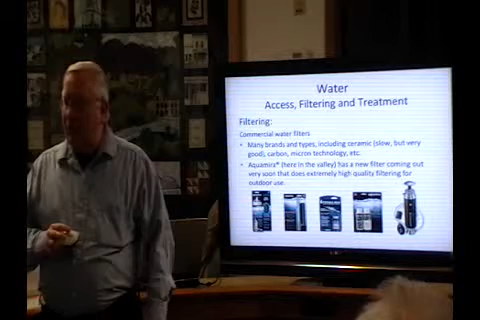 Water
Access, Filtering and Treatment
Filtering:
Commercial water filters
• Many brands and types, including ceramic (slow, but very
good), carbon, micron technology, etc.
• Aquamira® (here in the valley) has a new filter coming out
very soon that does extremely high quality filtering for
outdoor use.